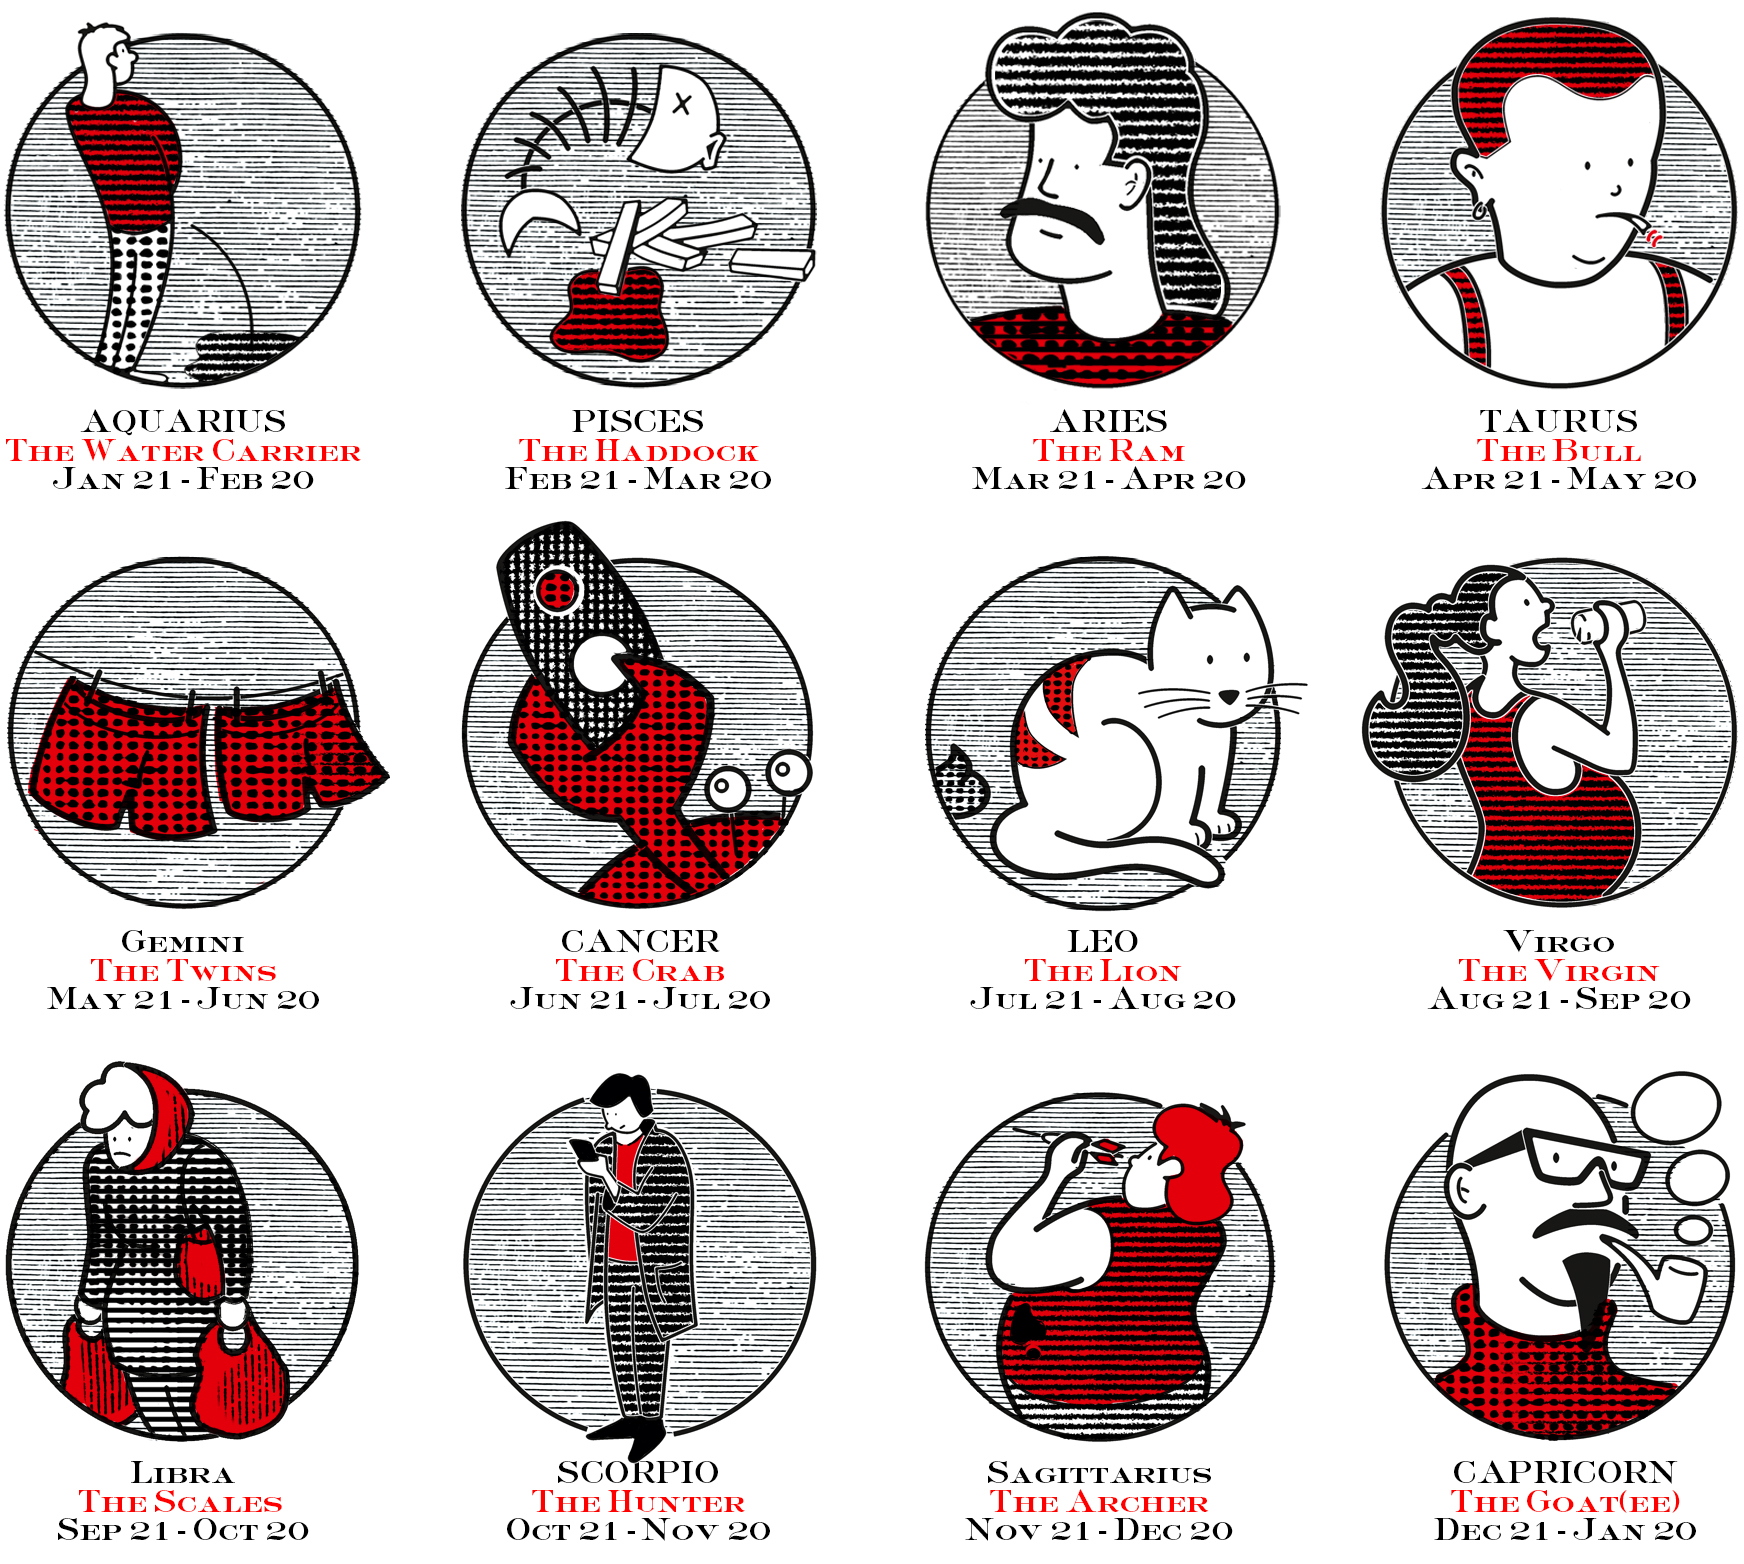 AQUARIUS
The Water Carrier
Jan 21 - Feb 20
PISCES
The Haddock
Feb 21 - Mar 20
ARIES
The Ram
Mar 21 - Apr 20
TAURUS
The Bull
Apr 21 - May 20
Gemini
The Twins
May 21 - Jun 20
CANCER
The Crab
Jun 21 - Jul 20
LEO
The Lion
Jul 21 - Aug 20
Virgo
The Virgin
Aug 21 - Sep 20
Libra
The Scales
Sep 21 - Oct 20
SCORPIO
The Hunter
Oct 21 - Nov 20
Sagittarius
The Archer
Nov 21 - Dec 20
CAPRICORN
The Goat(ee)
Dec 21 - Jan 20